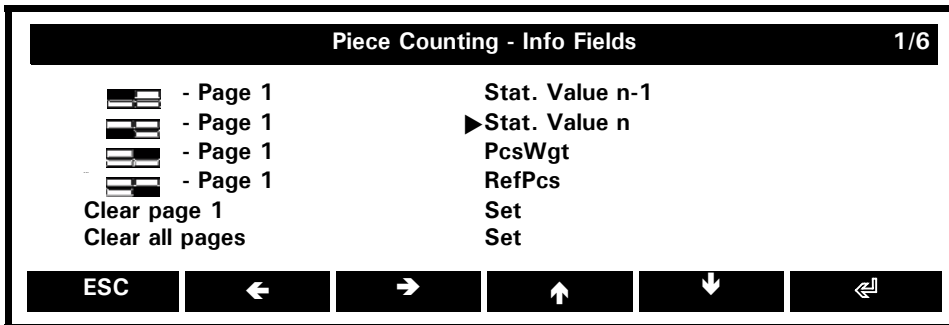 Piece Counting - Info Fields 1/6
- Page 1 Stat. Value n-1
- Page 1 ▶Stat. Value n
- Page 1 PcsWgt
- Page 1 RefPcs
Clear page 1 Set
Clear all pages Set
ESC ← → ↑ ↓ ↵